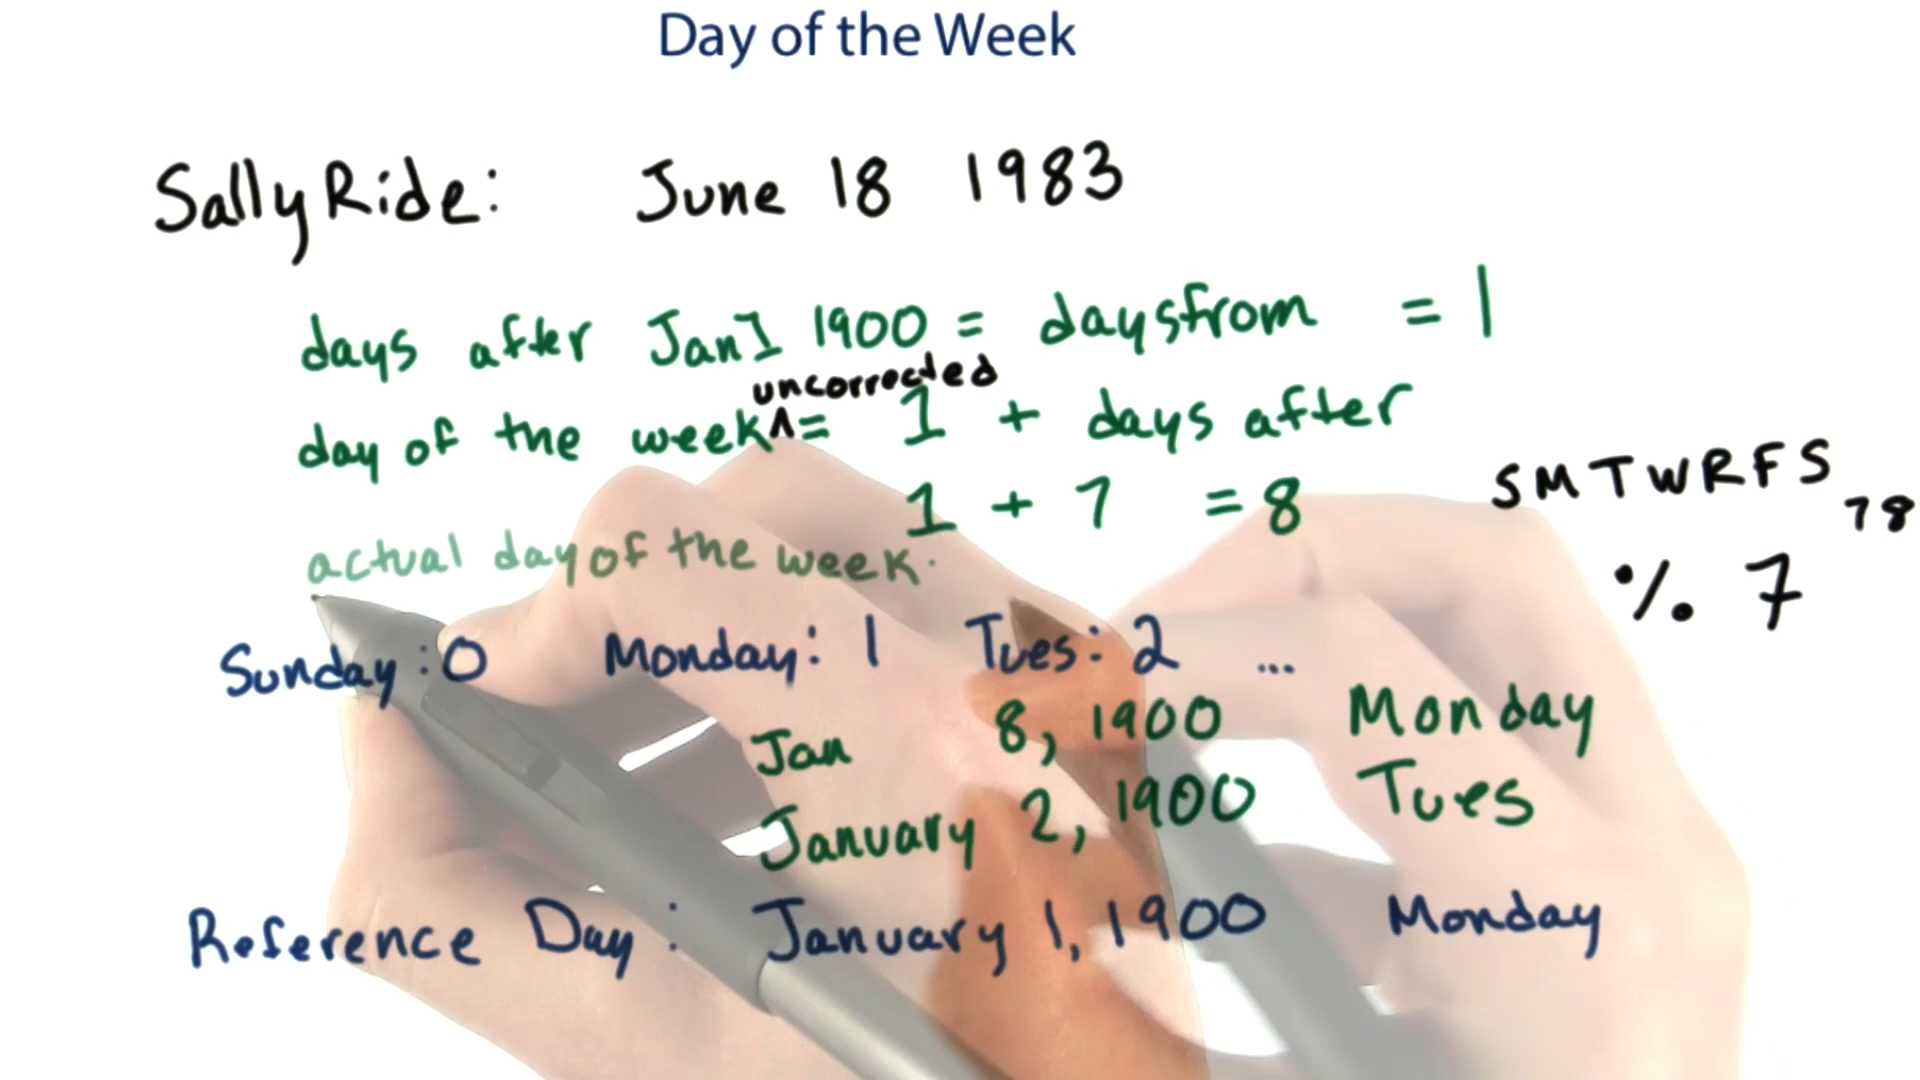 Day of the Week
Sally Ride: June 18 1983
days after Jan 1 1900 = daysfrom = 1
uncorrected
day of the week ^ = 1 + days after
1 + 7 = 8
SMTWRFS
7 8
actual day of the week.
% 7
Sunday: 0 Monday: 1 Tues: 2 ...
Jan 8, 1900 Monday
January 2, 1900 Tues
Reference Day: January 1, 1900 Monday